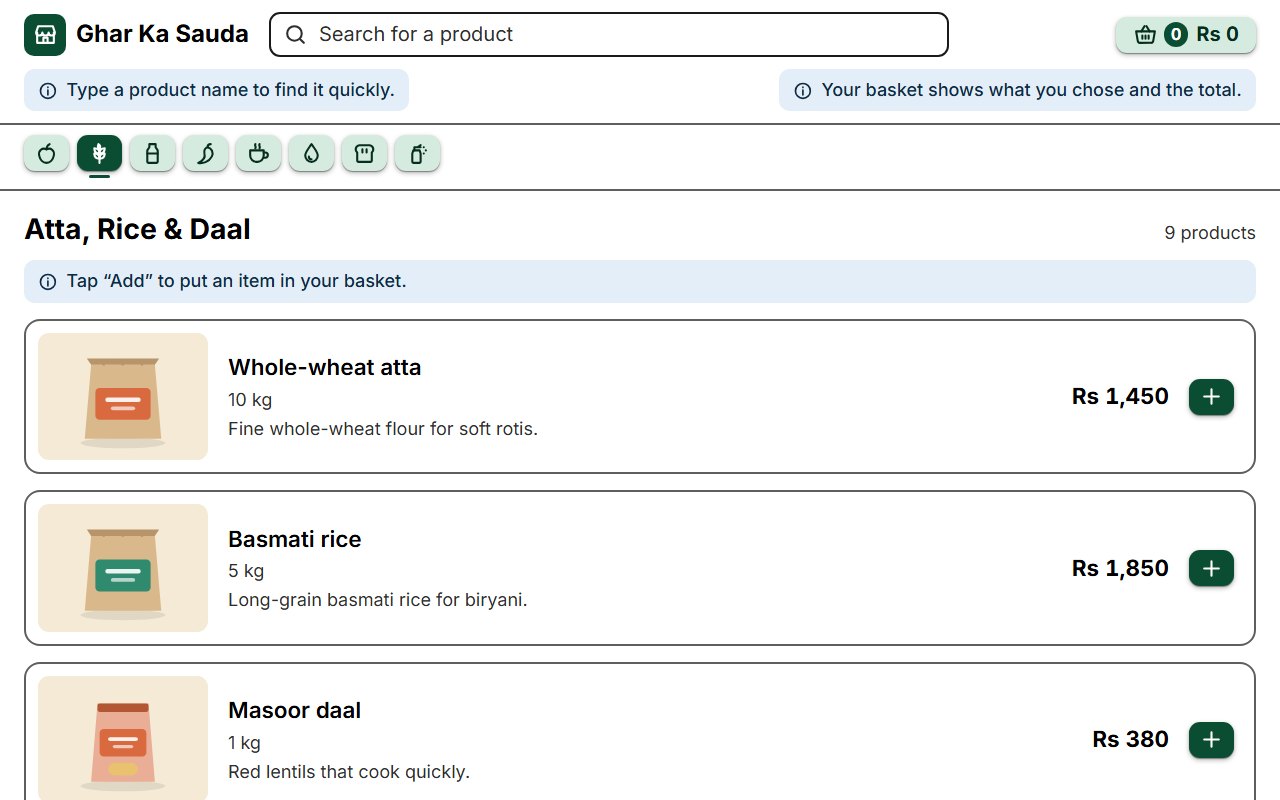 Ghar Ka Sauda
Search for a product
0 Rs 0
Type a product name to find it quickly.
Your basket shows what you chose and the total.
Atta, Rice & Daal
9 products
Tap “Add” to put an item in your basket.
Whole-wheat atta
10 kg
Fine whole-wheat flour for soft rotis.
Rs 1,450
Basmati rice
5 kg
Long-grain basmati rice for biryani.
Rs 1,850
Masoor daal
1 kg
Red lentils that cook quickly.
Rs 380